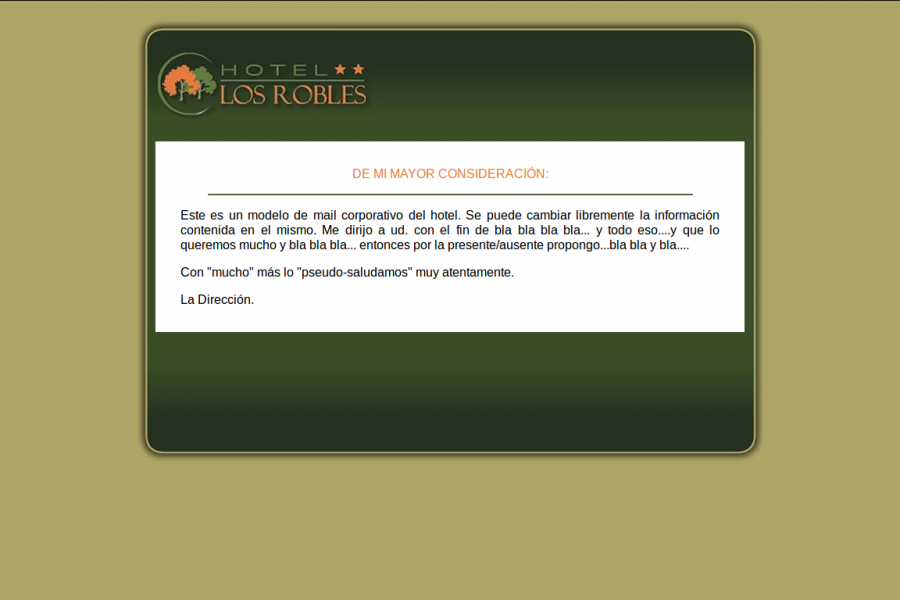 HOTEL
LOS ROBLES
DE MI MAYOR CONSIDERACIÓN:
Este es un modelo de mail corporativo del hotel. Se puede cambiar libremente la información
contenida en el mismo. Me dirijo a ud. con el fin de bla bla bla bla... y todo eso....y que lo
queremos mucho y bla bla bla... entonces por la presente/ausente propongo...bla bla y bla....
Con "mucho" más lo "pseudo-saludamos" muy atentamente.
La Dirección.